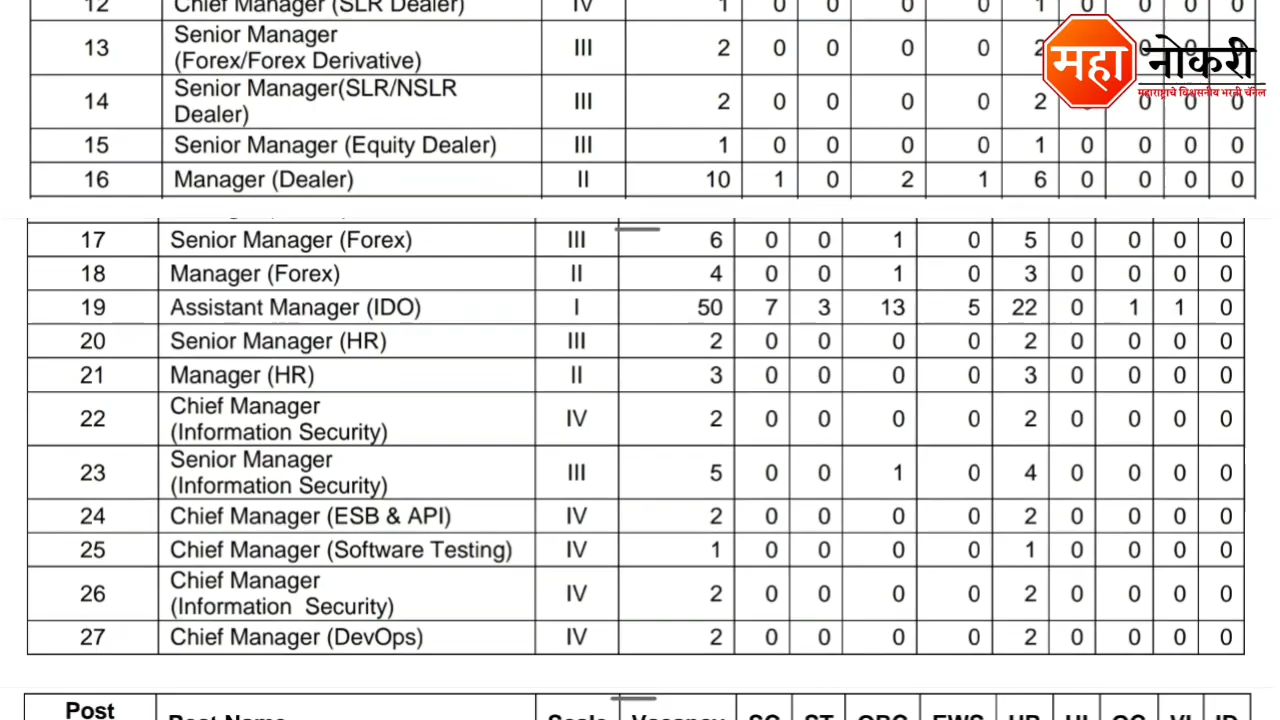 12 Chief Manager (SLR Dealer) IV 1 0 0 0 0 1 0 0 0 0
13 Senior Manager III 2 0 0 0 0 2 0 0
(Forex/Forex Derivative)
14 Senior Manager(SLR/NSLR III 2 0 0 0 0 2 0 0 0 0
Dealer)
महा नोकरी
महाराष्ट्राचे विश्वसनीय भरती चॅनेल
15 Senior Manager (Equity Dealer) III 1 0 0 0 0 1 0 0 0 0
16 Manager (Dealer) II 10 1 0 2 1 6 0 0 0 0
17 Senior Manager (Forex) III 6 0 0 1 0 5 0 0 0 0
18 Manager (Forex) II 4 0 0 1 0 3 0 0 0 0
19 Assistant Manager (IDO) I 50 7 3 13 5 22 0 1 1 0
20 Senior Manager (HR) III 2 0 0 0 0 2 0 0 0 0
21 Manager (HR) II 3 0 0 0 0 3 0 0 0 0
22 Chief Manager IV 2 0 0 0 0 2 0 0 0 0
(Information Security)
23 Senior Manager III 5 0 0 1 0 4 0 0 0 0
(Information Security)
24 Chief Manager (ESB & API) IV 2 0 0 0 0 2 0 0 0 0
25 Chief Manager (Software Testing) IV 1 0 0 0 0 1 0 0 0 0
26 Chief Manager IV 2 0 0 0 0 2 0 0 0 0
(Information Security)
27 Chief Manager (DevOps) IV 2 0 0 0 0 2 0 0 0 0
Post
Post Name Scale Vacancy SC ST OBC EWS UR HI OC VI ID